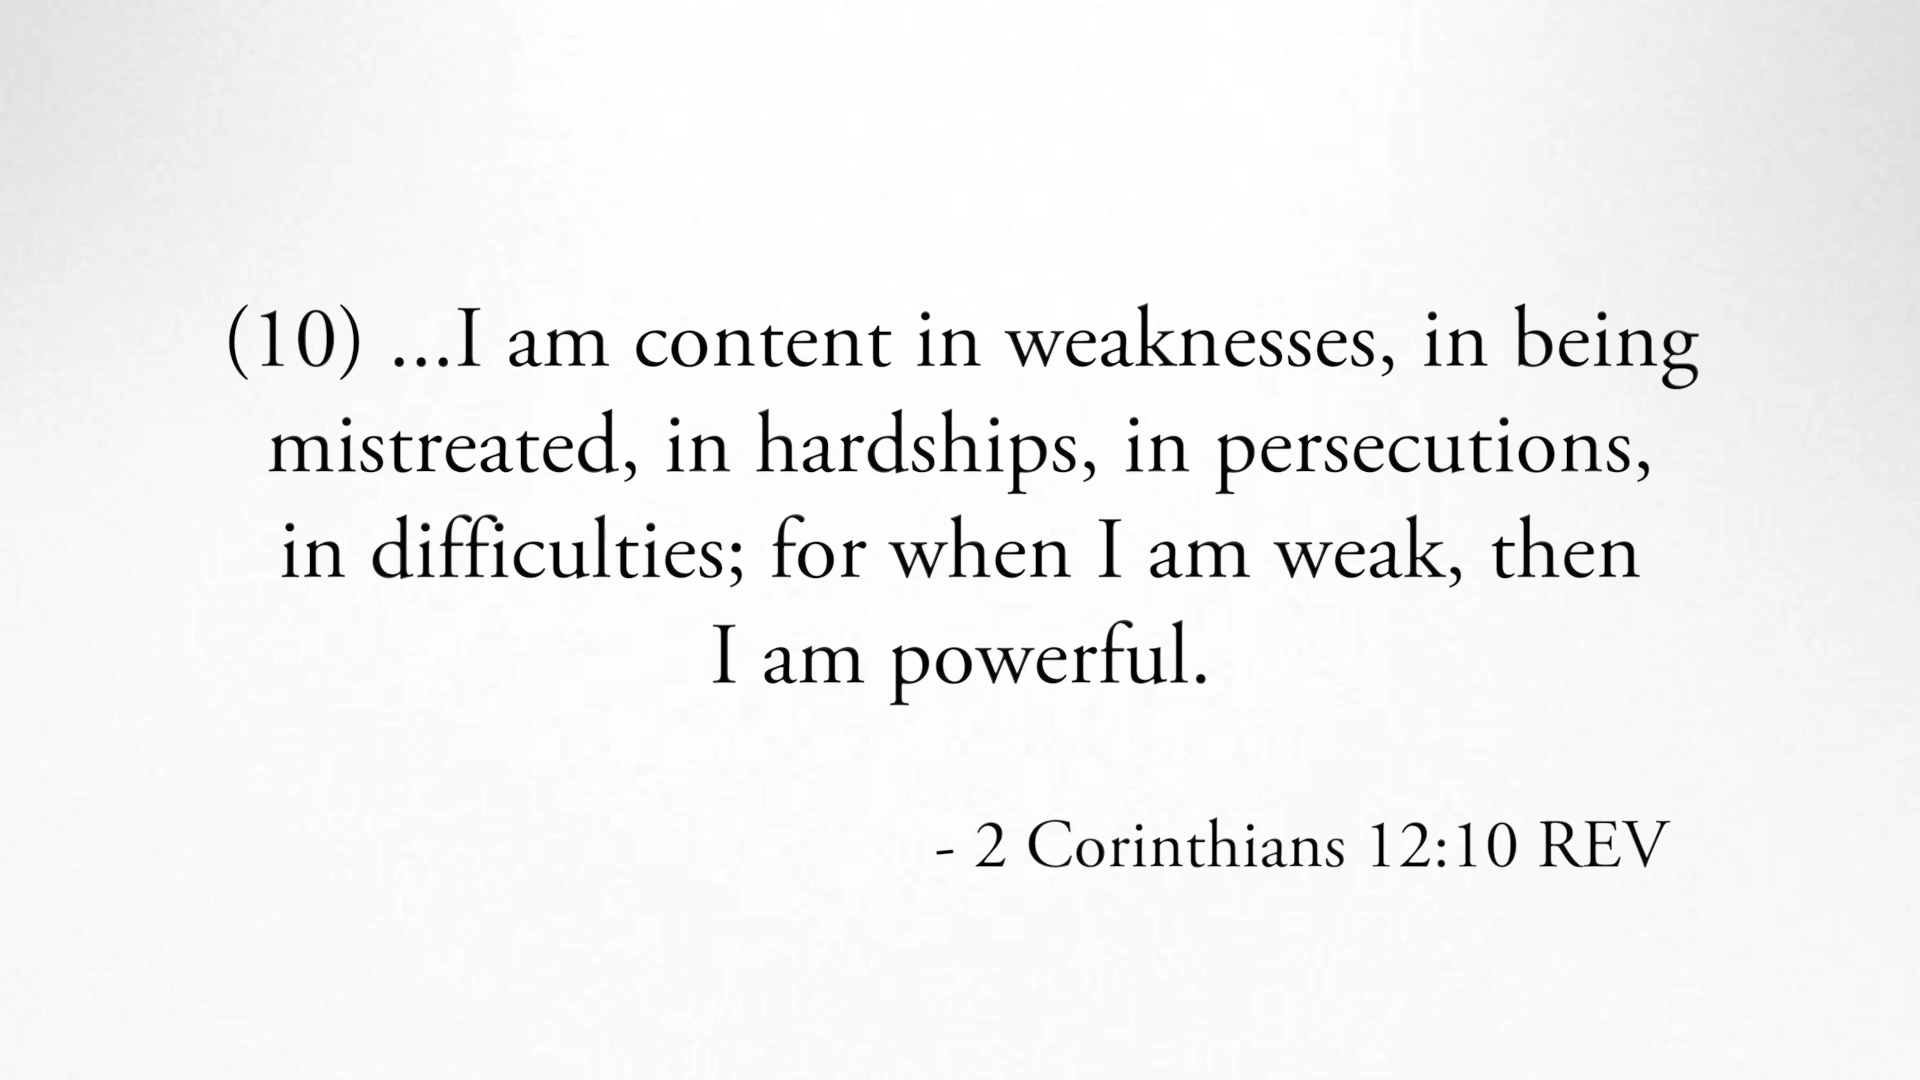 (10) ...I am content in weaknesses, in being
mistreated, in hardships, in persecutions,
in difficulties; for when I am weak, then
I am powerful.
- 2 Corinthians 12:10 REV